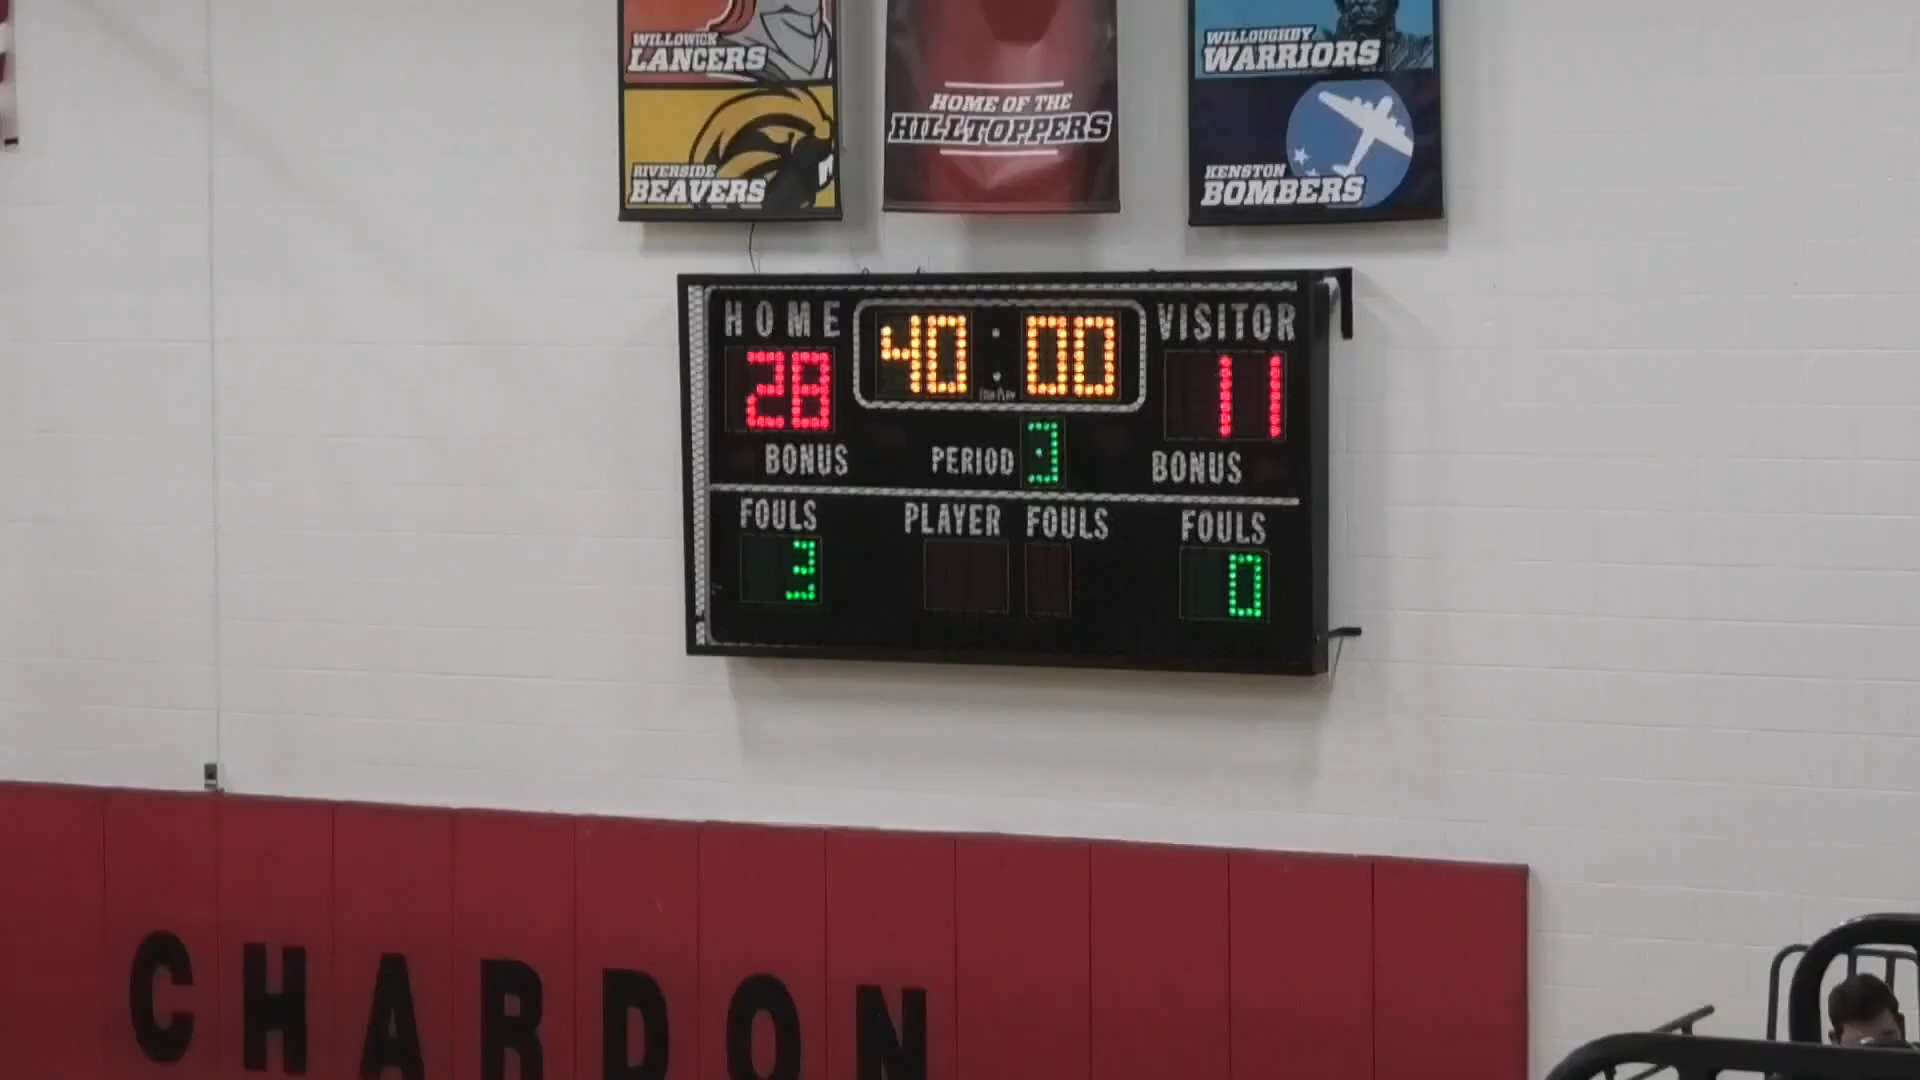 WILLOWICK
LANCERS
RIVERSIDE
BEAVERS
HOME OF THE
HILLTOPPERS
WILLOUGHBY
WARRIORS
KENSTON
BOMBERS
HOME 40:00 VISITOR
28 11
BONUS PERIOD 3 BONUS
FOULS PLAYER FOULS FOULS
3 0
CHARDON